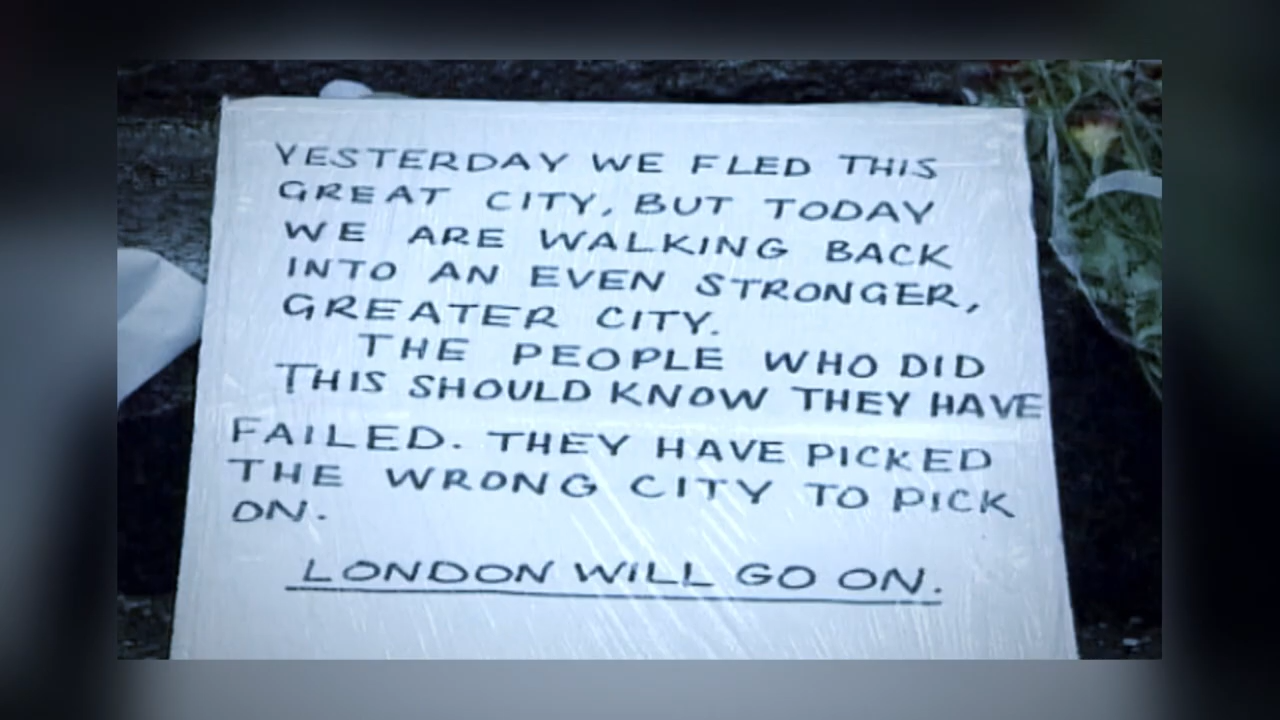 YESTERDAY WE FLED THIS
GREAT CITY, BUT TODAY
WE ARE WALKING BACK
INTO AN EVEN STRONGER,
GREATER CITY.
THE PEOPLE WHO DID
THIS SHOULD KNOW THEY HAVE
FAILED. THEY HAVE PICKED
THE WRONG CITY TO PICK
ON.
LONDON WILL GO ON.